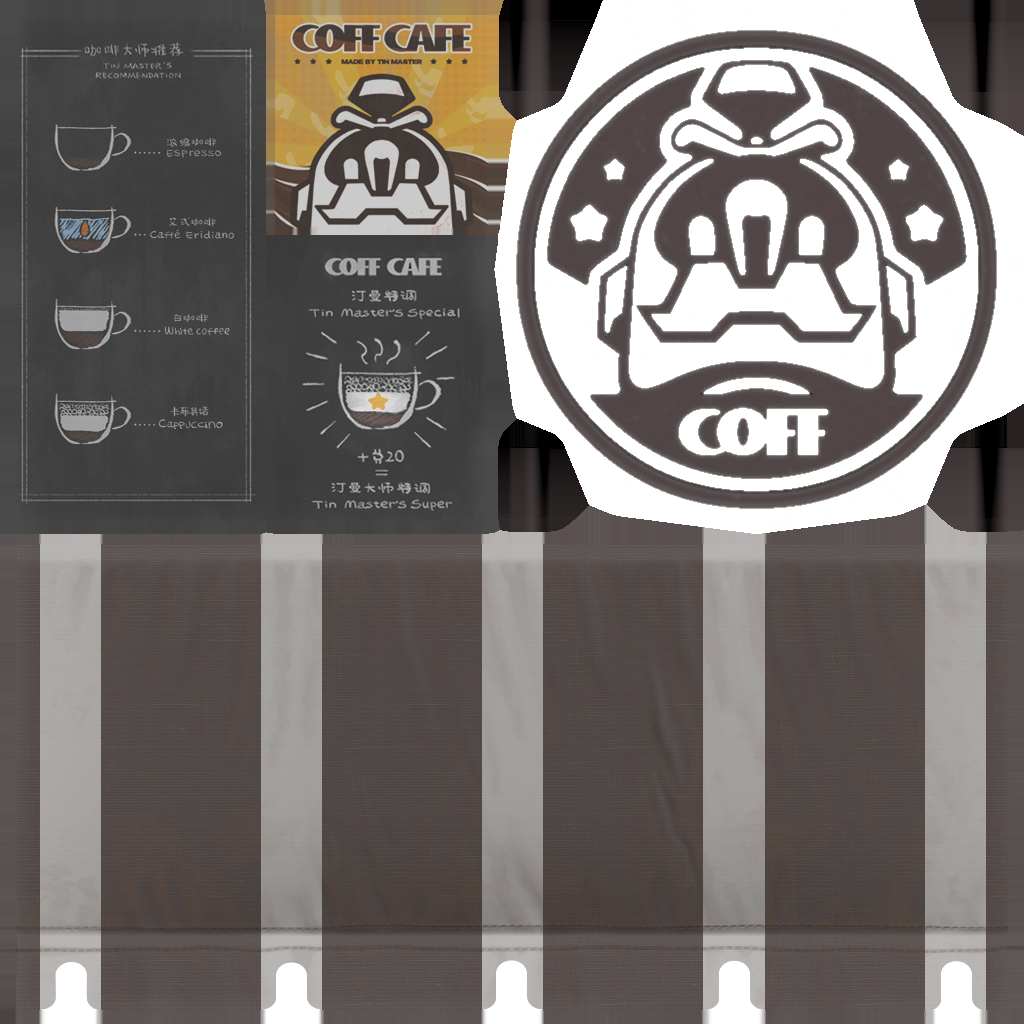 咖啡大师推荐
TIN MASTER'S
RECOMMENDATION
浓缩咖啡
Espresso
艾式咖啡
Caffé Eridiano
白咖啡
White coffee
卡布其诺
Cappuccino
COFF CAFE
MADE BY TIN MASTER
COFF CAFE
汀曼特调
Tin Master's Special
+ $20
=
汀曼大师特调
Tin Master's Super
COFF